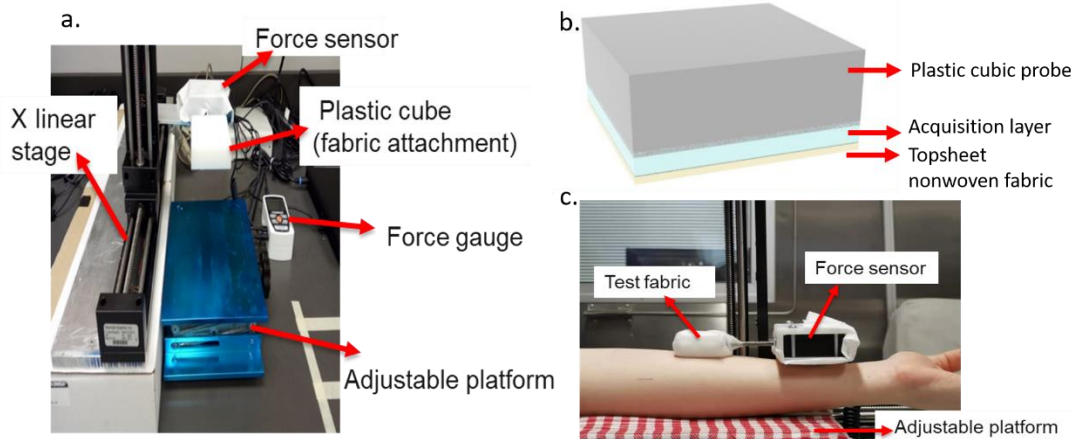 a.
Force sensor
X linear
stage
Plastic cube
(fabric attachment)
Force gauge
Adjustable platform
b.
Plastic cubic probe
Acquisition layer
Topsheet
nonwoven fabric
c.
Test fabric
Force sensor
Adjustable platform